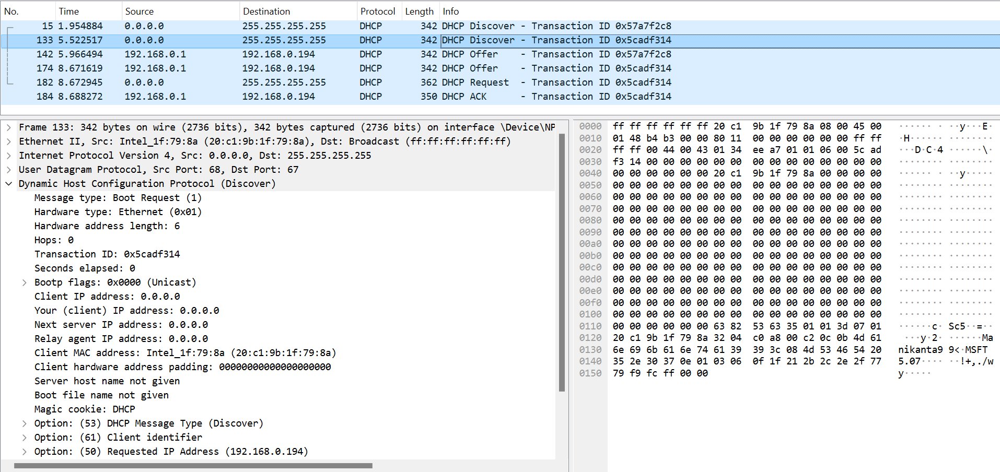 No. Time Source Destination Protocol Length Info
15 1.954884 0.0.0.0 255.255.255.255 DHCP 342 DHCP Discover - Transaction ID 0x57a7f2c8
133 5.522517 0.0.0.0 255.255.255.255 DHCP 342 DHCP Discover - Transaction ID 0x5cadf314
142 5.966494 192.168.0.1 192.168.0.194 DHCP 342 DHCP Offer - Transaction ID 0x57a7f2c8
174 8.671619 192.168.0.1 192.168.0.194 DHCP 342 DHCP Offer - Transaction ID 0x5cadf314
182 8.672945 0.0.0.0 255.255.255.255 DHCP 362 DHCP Request - Transaction ID 0x5cadf314
184 8.688272 192.168.0.1 192.168.0.194 DHCP 350 DHCP ACK - Transaction ID 0x5cadf314
Frame 133: 342 bytes on wire (2736 bits), 342 bytes captured (2736 bits) on interface \Device\NP
Ethernet II, Src: Intel_1f:79:8a (20:c1:9b:1f:79:8a), Dst: Broadcast (ff:ff:ff:ff:ff:ff)
Internet Protocol Version 4, Src: 0.0.0.0, Dst: 255.255.255.255
User Datagram Protocol, Src Port: 68, Dst Port: 67
Dynamic Host Configuration Protocol (Discover)
Message type: Boot Request (1)
Hardware type: Ethernet (0x01)
Hardware address length: 6
Hops: 0
Transaction ID: 0x5cadf314
Seconds elapsed: 0
Bootp flags: 0x0000 (Unicast)
Client IP address: 0.0.0.0
Your (client) IP address: 0.0.0.0
Next server IP address: 0.0.0.0
Relay agent IP address: 0.0.0.0
Client MAC address: Intel_1f:79:8a (20:c1:9b:1f:79:8a)
Client hardware address padding: 00000000000000000000
Server host name not given
Boot file name not given
Magic cookie: DHCP
Option: (53) DHCP Message Type (Discover)
Option: (61) Client identifier
Option: (50) Requested IP Address (192.168.0.194)
0000 ff ff ff ff ff ff 20 c1 9b 1f 79 8a 08 00 45 00 ······ · ··y···E·
0010 01 48 b4 b3 00 00 80 11 00 00 00 00 00 00 ff ff ·H······ ········
0020 ff ff 00 44 00 43 01 34 ee a7 01 01 06 00 5c ad ···D·C·4 ······\·
0030 f3 14 00 00 00 00 00 00 00 00 00 00 00 00 00 00 ········ ········
0040 00 00 00 00 00 00 20 c1 9b 1f 79 8a 00 00 00 00 ······ · ··y·····
0050 00 00 00 00 00 00 00 00 00 00 00 00 00 00 00 00 ········ ········
0060 00 00 00 00 00 00 00 00 00 00 00 00 00 00 00 00 ········ ········
0070 00 00 00 00 00 00 00 00 00 00 00 00 00 00 00 00 ········ ········
0080 00 00 00 00 00 00 00 00 00 00 00 00 00 00 00 00 ········ ········
0090 00 00 00 00 00 00 00 00 00 00 00 00 00 00 00 00 ········ ········
00a0 00 00 00 00 00 00 00 00 00 00 00 00 00 00 00 00 ········ ········
00b0 00 00 00 00 00 00 00 00 00 00 00 00 00 00 00 00 ········ ········
00c0 00 00 00 00 00 00 00 00 00 00 00 00 00 00 00 00 ········ ········
00d0 00 00 00 00 00 00 00 00 00 00 00 00 00 00 00 00 ········ ········
00e0 00 00 00 00 00 00 00 00 00 00 00 00 00 00 00 00 ········ ········
00f0 00 00 00 00 00 00 00 00 00 00 00 00 00 00 00 00 ········ ········
0100 00 00 00 00 00 00 00 00 00 00 00 00 00 00 00 00 ········ ········
0110 00 00 00 00 00 00 63 82 53 63 35 01 01 3d 07 01 ······c· Sc5··=··
0120 20 c1 9b 1f 79 8a 32 04 c0 a8 00 c2 0c 0b 4d 61 ···y·2· ······Ma
0130 6e 69 6b 61 6e 74 61 39 39 3c 08 4d 53 46 54 20 nikanta9 9<·MSFT
0140 35 2e 30 37 0e 01 03 06 0f 1f 21 2b 2c 2e 2f 77 5.07···· ··!+,./w
0150 79 f9 fc ff 00 00 y·····